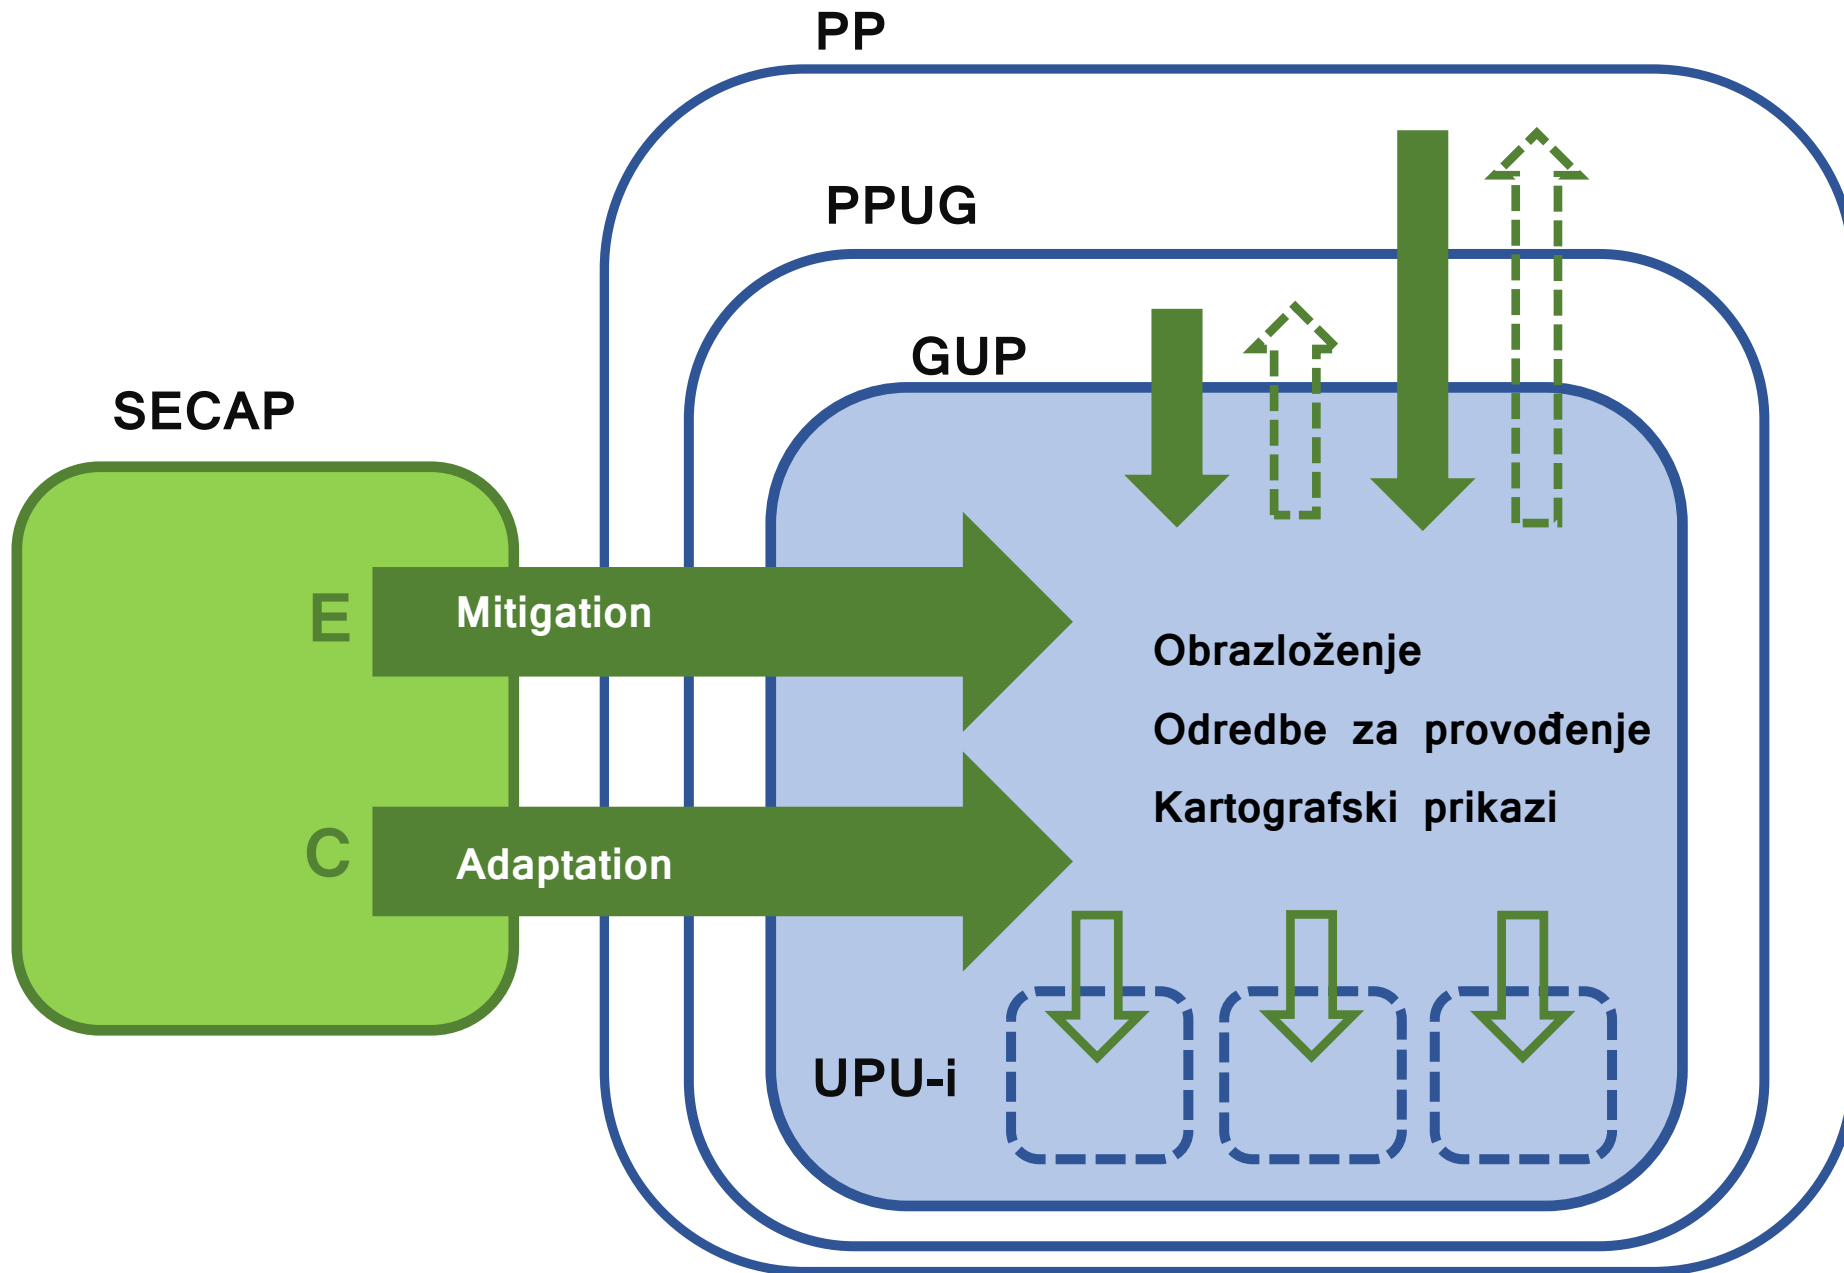 PP
PPUG
GUP
SECAP
E
Mitigation
Obrazloženje
Odredbe za provođenje
Kartografski prikazi
C
Adaptation
UPU-i